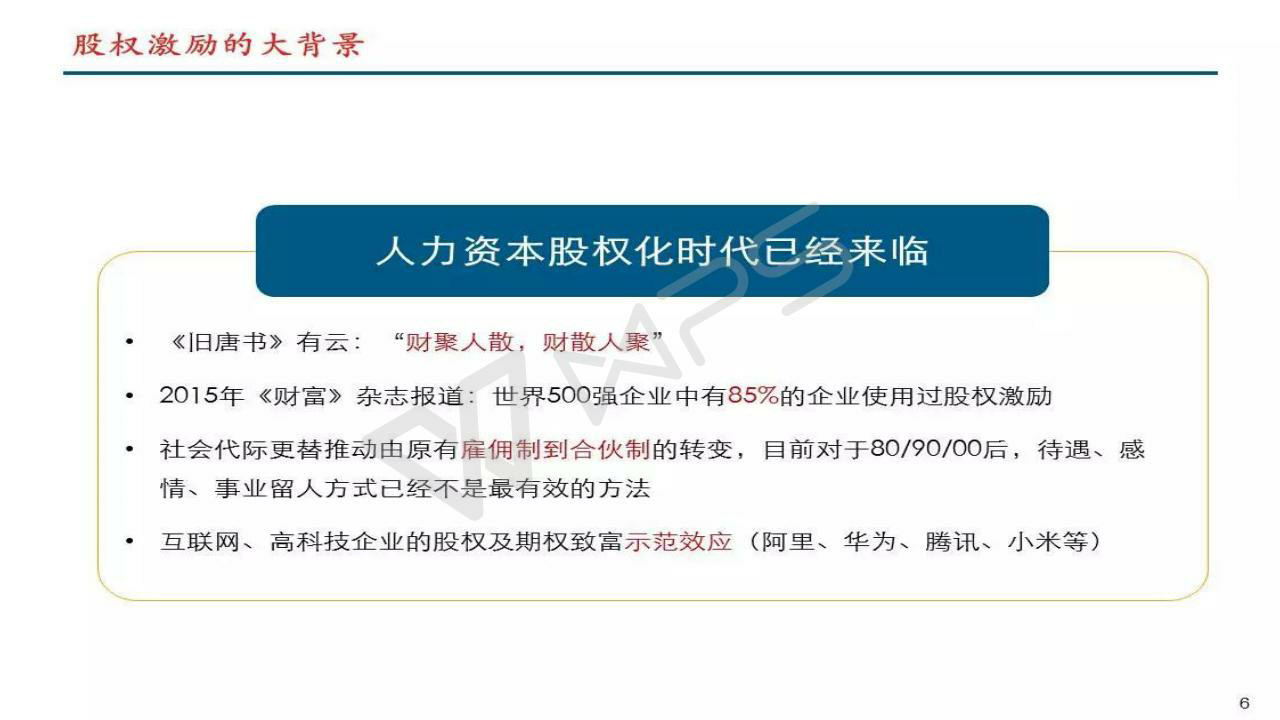 股权激励的大背景
人力资本股权化时代已经来临
• 《旧唐书》有云：“财聚人散，财散人聚”
• 2015年《财富》杂志报道：世界500强企业中有85%的企业使用过股权激励
• 社会代际更替推动由原有雇佣制到合伙制的转变，目前对于80/90/00后，待遇、感
情、事业留人方式已经不是最有效的方法
• 互联网、高科技企业的股权及期权致富示范效应（阿里、华为、腾讯、小米等）
WPS
6